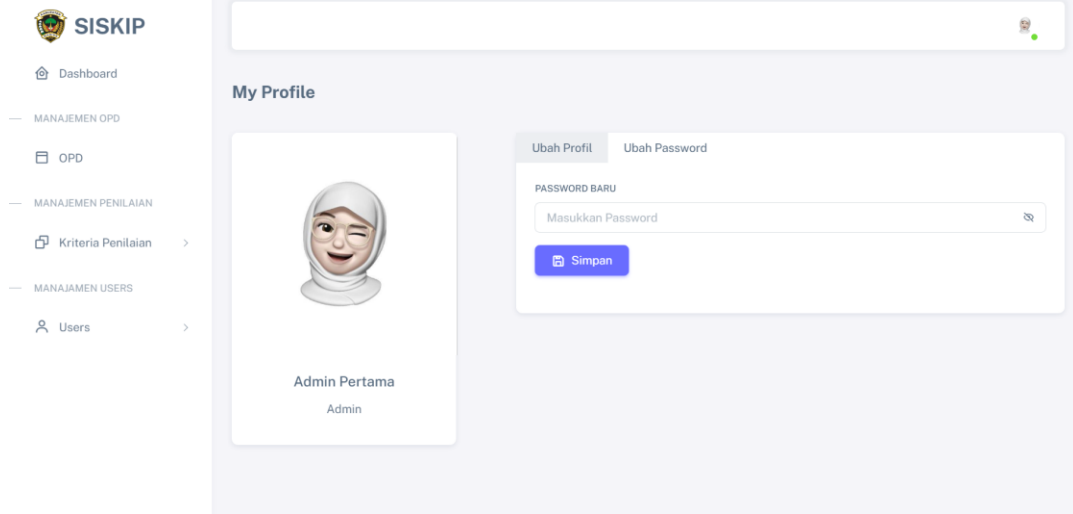 SISKIP
Dashboard
MANAJEMEN OPD
OPD
MANAJEMEN PENILAIAN
Kriteria Penilaian
MANAJAMEN USERS
Users
My Profile
Admin Pertama
Admin
Ubah Profil
Ubah Password
PASSWORD BARU
Masukkan Password
Simpan